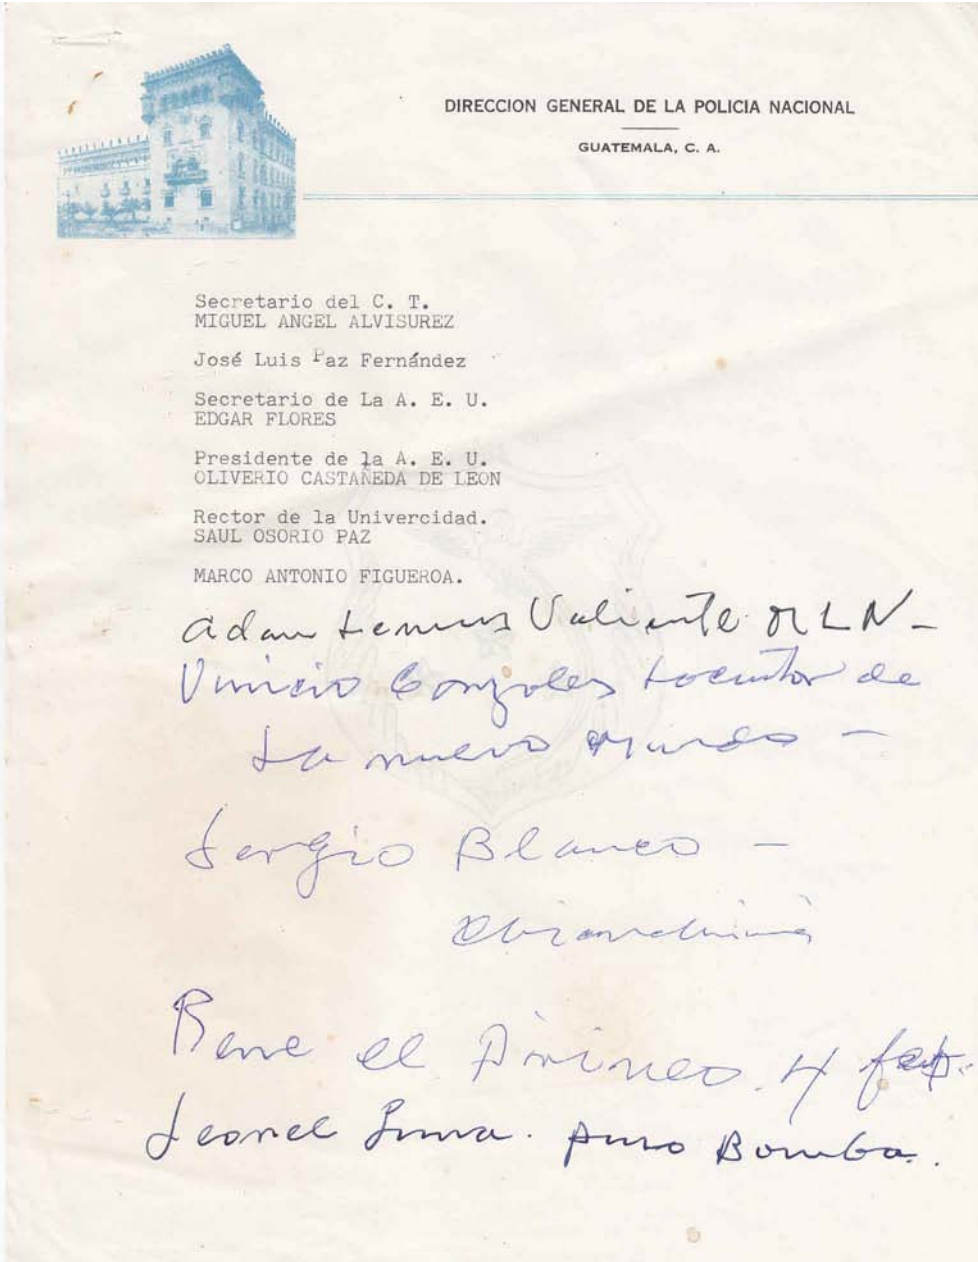 DIRECCION GENERAL DE LA POLICIA NACIONAL
GUATEMALA, C. A.
Secretario del C. T.
MIGUEL ANGEL ALVISUREZ
José Luis Paz Fernández
Secretario de La A. E. U.
EDGAR FLORES
Presidente de la A. E. U.
OLIVERIO CASTAÑEDA DE LEON
Rector de la Univercidad.
SAUL OSORIO PAZ
MARCO ANTONIO FIGUEROA.
Adan Lemus Valiente MLN -
Vinicio Gonzales Locutor de
La nuevo Mundo -
Sergio Blanco -
Rene el 4
Leonel Luna. Bomba.